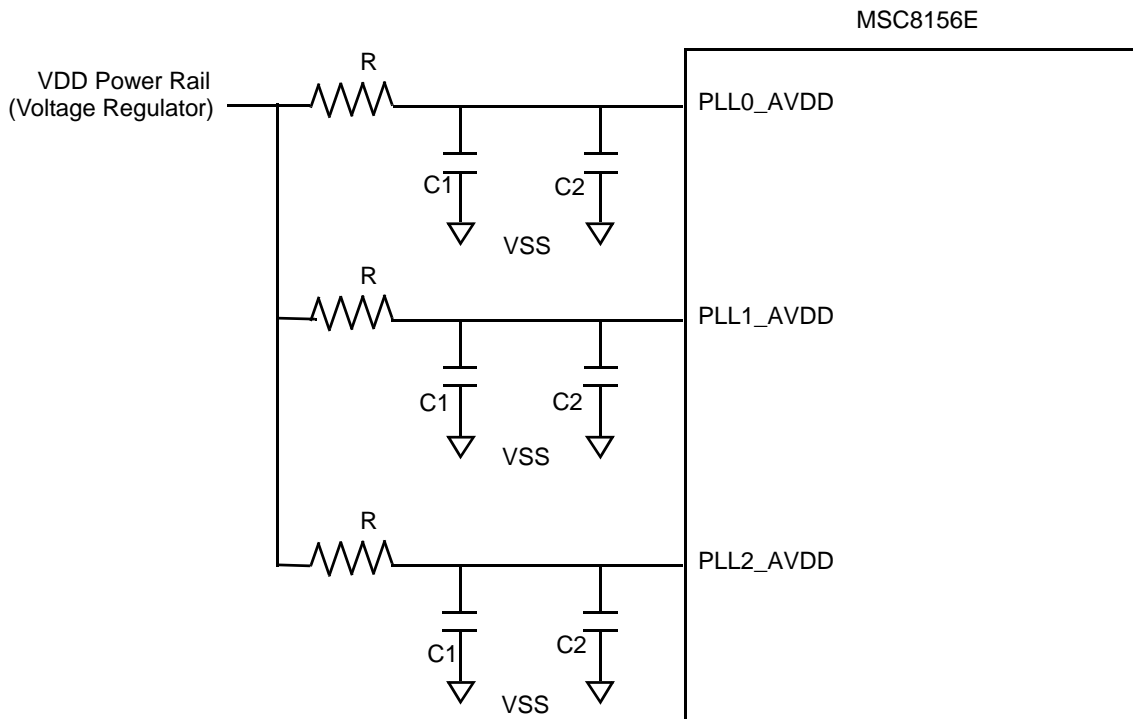 MSC8156E
VDD Power Rail
(Voltage Regulator)
R
PLL0_AVDD
C1
C2
VSS
R
PLL1_AVDD
C1
C2
VSS
R
PLL2_AVDD
C1
C2
VSS